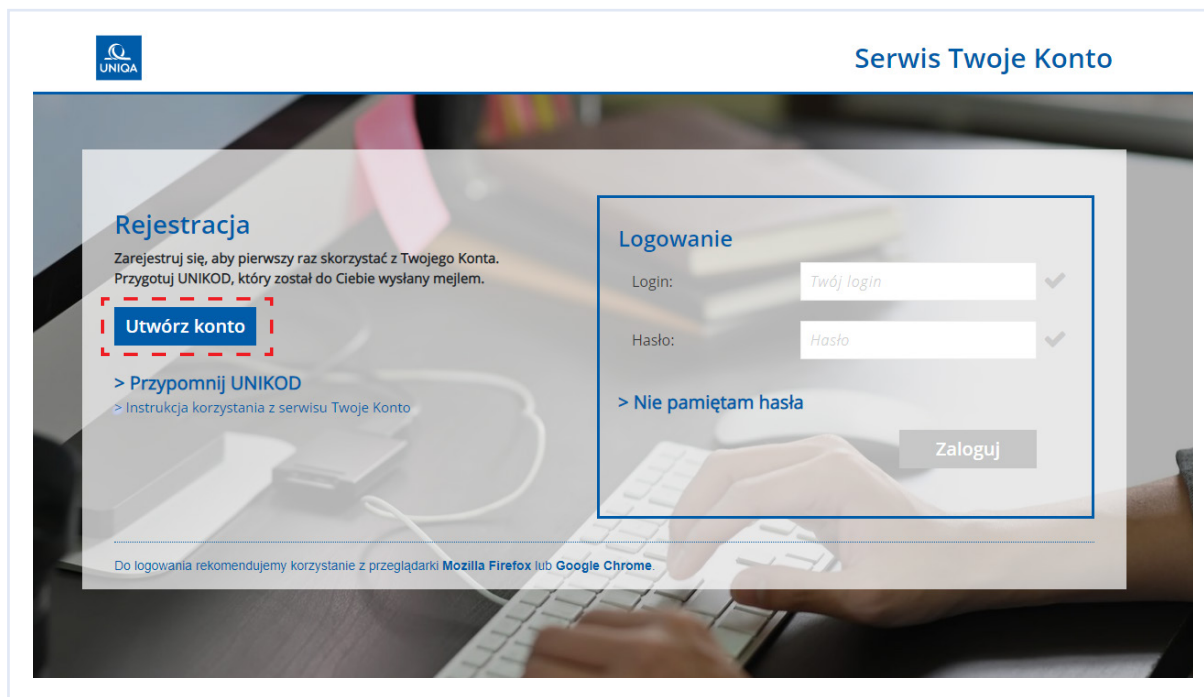 UNIQA
Serwis Twoje Konto
Rejestracja
Zarejestruj się, aby pierwszy raz skorzystać z Twojego Konta.
Przygotuj UNIKOD, który został do Ciebie wysłany mejlem.
Utwórz konto
> Przypomnij UNIKOD
> Instrukcja korzystania z serwisu Twoje Konto
Logowanie
Login:
Twój login
Hasło:
Hasło
> Nie pamiętam hasła
Zaloguj
Do logowania rekomendujemy korzystanie z przeglądarki Mozilla Firefox lub Google Chrome.